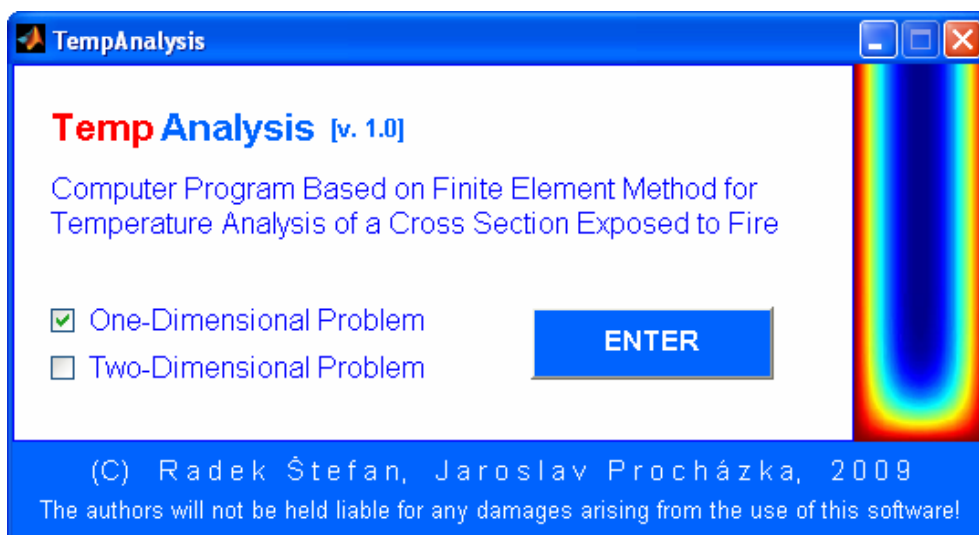 TempAnalysis
Temp Analysis [v. 1.0]
Computer Program Based on Finite Element Method for
Temperature Analysis of a Cross Section Exposed to Fire
One-Dimensional Problem
Two-Dimensional Problem
ENTER
(C) Radek Štefan, Jaroslav Procházka, 2009
The authors will not be held liable for any damages arising from the use of this software!